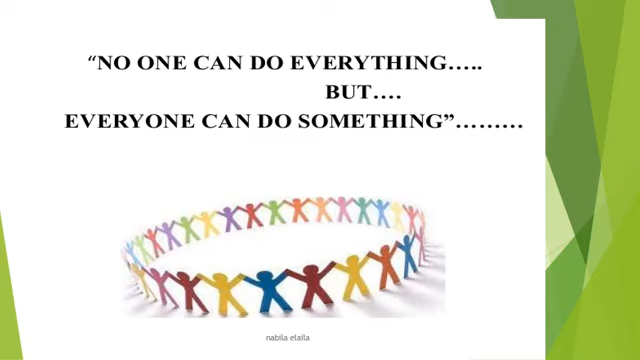 “NO ONE CAN DO EVERYTHING.....
BUT....
EVERYONE CAN DO SOMETHING”.........
nabila elaila